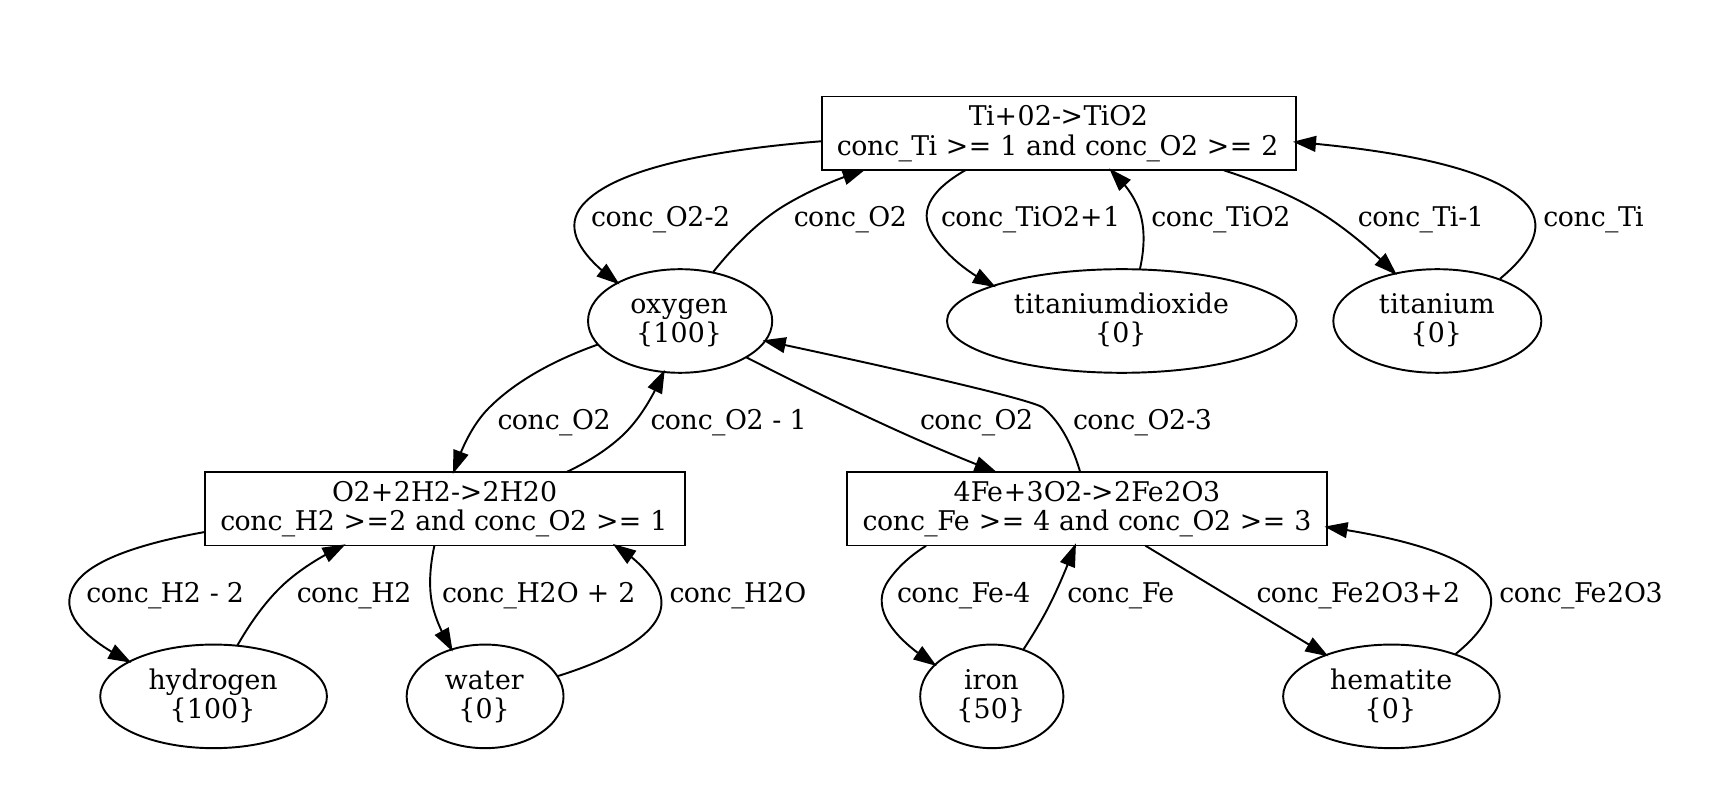 Ti+02->TiO2
conc_Ti >= 1 and conc_O2 >= 2
conc_O2-2
conc_O2
conc_TiO2+1
conc_TiO2
conc_Ti-1
conc_Ti
oxygen
{100}
titaniumdioxide
{0}
titanium
{0}
conc_O2
conc_O2 - 1
conc_O2
conc_O2-3
O2+2H2->2H20
conc_H2 >=2 and conc_O2 >= 1
4Fe+3O2->2Fe2O3
conc_Fe >= 4 and conc_O2 >= 3
conc_H2 - 2
conc_H2
conc_H2O + 2
conc_H2O
conc_Fe-4
conc_Fe
conc_Fe2O3+2
conc_Fe2O3
hydrogen
{100}
water
{0}
iron
{50}
hematite
{0}